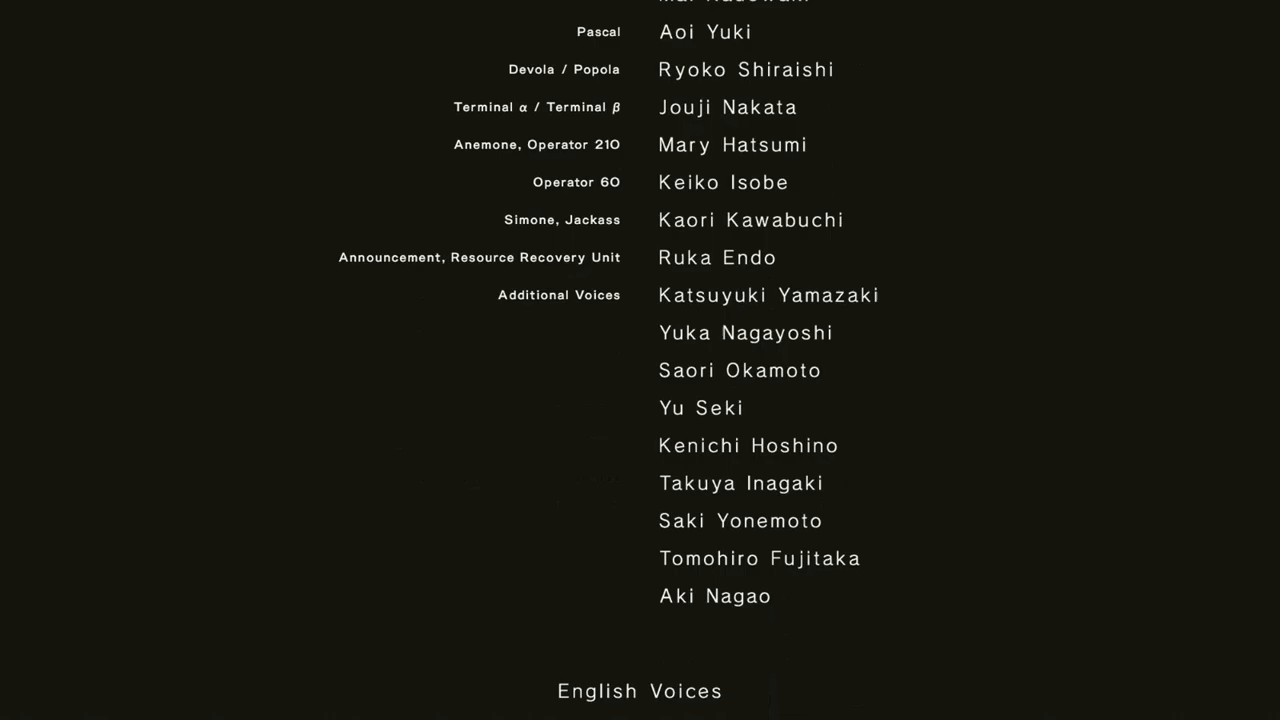 Pascal Aoi Yuki
Devola / Popola Ryoko Shiraishi
Terminal α / Terminal β Jouji Nakata
Anemone, Operator 21O Mary Hatsumi
Operator 6O Keiko Isobe
Simone, Jackass Kaori Kawabuchi
Announcement, Resource Recovery Unit Ruka Endo
Additional Voices Katsuyuki Yamazaki
Yuka Nagayoshi
Saori Okamoto
Yu Seki
Kenichi Hoshino
Takuya Inagaki
Saki Yonemoto
Tomohiro Fujitaka
Aki Nagao
English Voices